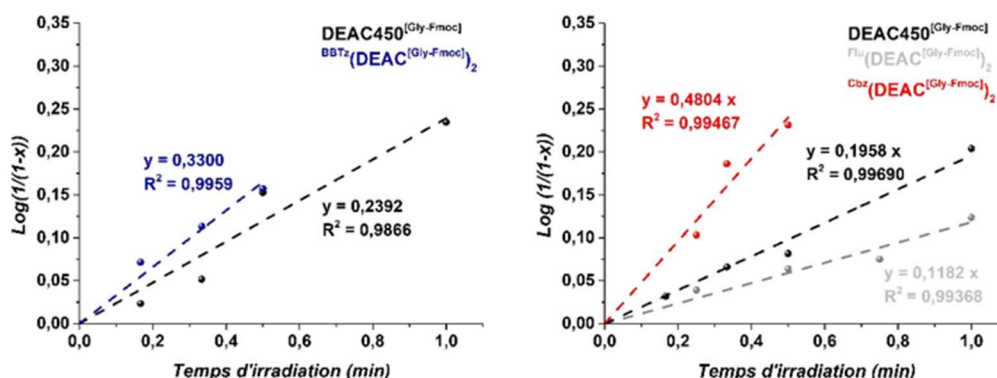 DEAC450[Gly-Fmoc]
BBTz(DEAC[Gly-Fmoc])2
y = 0,3300
R2 = 0,9959
y = 0,2392
R2 = 0,9866
Log(1/(1-x))
0,35
0,30
0,25
0,20
0,15
0,10
0,05
0,00
0,0 0,2 0,4 0,6 0,8 1,0
Temps d'irradiation (min)
DEAC450[Gly-Fmoc]
Flu(DEAC[Gly-Fmoc])2
Cbz(DEAC[Gly-Fmoc])2
y = 0,4804 x
R2 = 0,99467
y = 0,1958 x
R2 = 0,99690
y = 0,1182 x
R2 = 0,99368
Log (1/(1-x))
0,35
0,30
0,25
0,20
0,15
0,10
0,05
0,00
0,0 0,2 0,4 0,6 0,8 1,0
Temps d'irradiation (min)